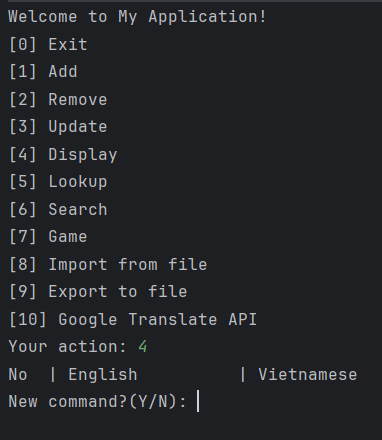 Welcome to My Application!
[0] Exit
[1] Add
[2] Remove
[3] Update
[4] Display
[5] Lookup
[6] Search
[7] Game
[8] Import from file
[9] Export to file
[10] Google Translate API
Your action: 4
No  | English          | Vietnamese
New command?(Y/N):